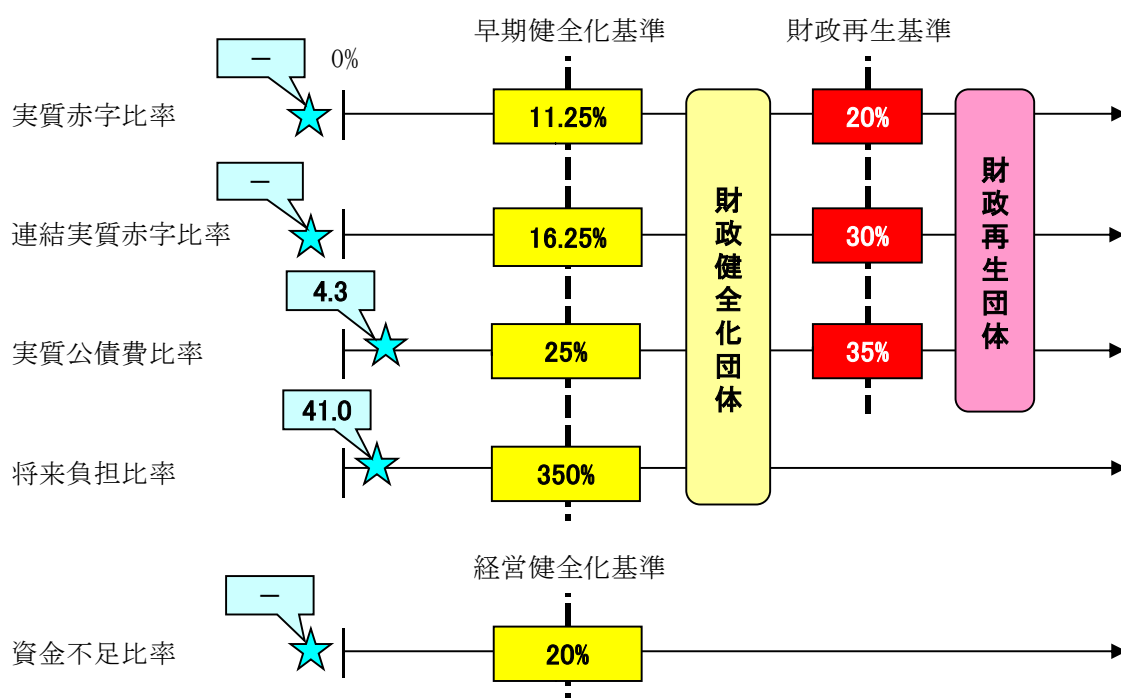 早期健全化基準
財政再生基準
－
0%
実質赤字比率
11.25%
20%
－
連結実質赤字比率
16.25%
30%
4.3
実質公債費比率
25%
35%
41.0
将来負担比率
350%
財政健全化団体
財政再生団体
経営健全化基準
－
資金不足比率
20%